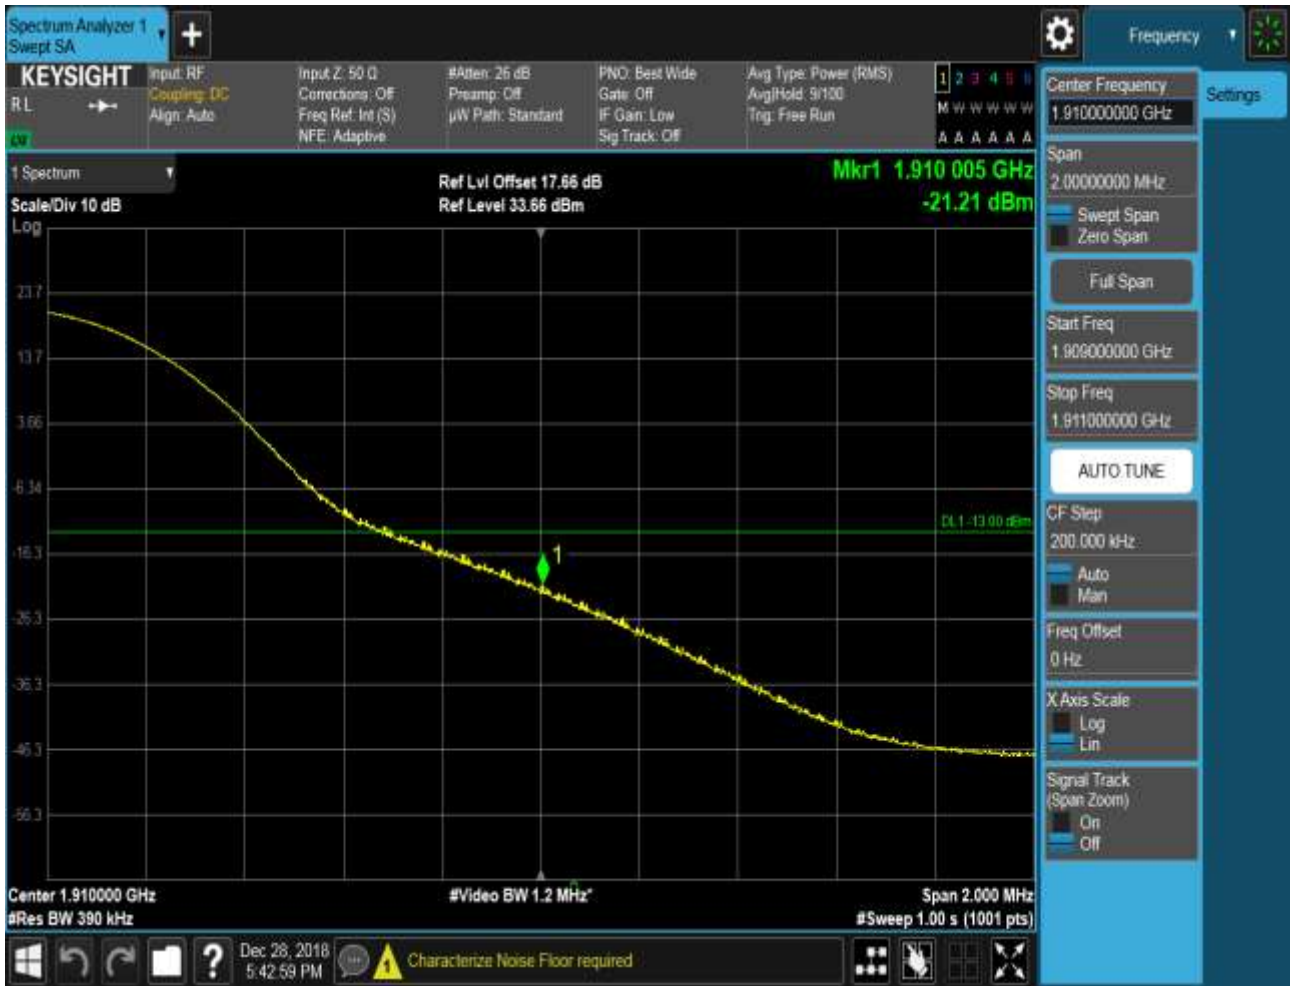 Spectrum Analyzer 1
Swept SA
Frequency
KEYSIGHT
R L
Input: RF
Coupling: DC
Align: Auto
Input Z: 50 Ω
Corrections: Off
Freq Ref: Int (S)
NFE: Adaptive
#Atten: 26 dB
Preamp: Off
µW Path: Standard
PNO: Best Wide
Gate: Off
IF Gain: Low
Sig Track: Off
Avg Type: Power (RMS)
Avg|Hold: 9/100
Trig: Free Run
1 2 3 4 5 6
M W W W W W
A A A A A A
1 Spectrum
Scale/Div 10 dB
Log
Ref Lvl Offset 17.66 dB
Ref Level 33.66 dBm
Mkr1 1.910 005 GHz
-21.21 dBm
23.7
13.7
3.66
-6.34
-16.3
-26.3
-36.3
-46.3
-56.3
DL1 -13.00 dBm
1
Center 1.910000 GHz
#Res BW 390 kHz
#Video BW 1.2 MHz*
Span 2.000 MHz
#Sweep 1.00 s (1001 pts)
Center Frequency
1.910000000 GHz
Settings
Span
2.00000000 MHz
Swept Span
Zero Span
Full Span
Start Freq
1.909000000 GHz
Stop Freq
1.911000000 GHz
AUTO TUNE
CF Step
200.000 kHz
Auto
Man
Freq Offset
0 Hz
X Axis Scale
Log
Lin
Signal Track
(Span Zoom)
On
Off
?
Dec 28, 2018
5:42:59 PM
1
Characterize Noise Floor required